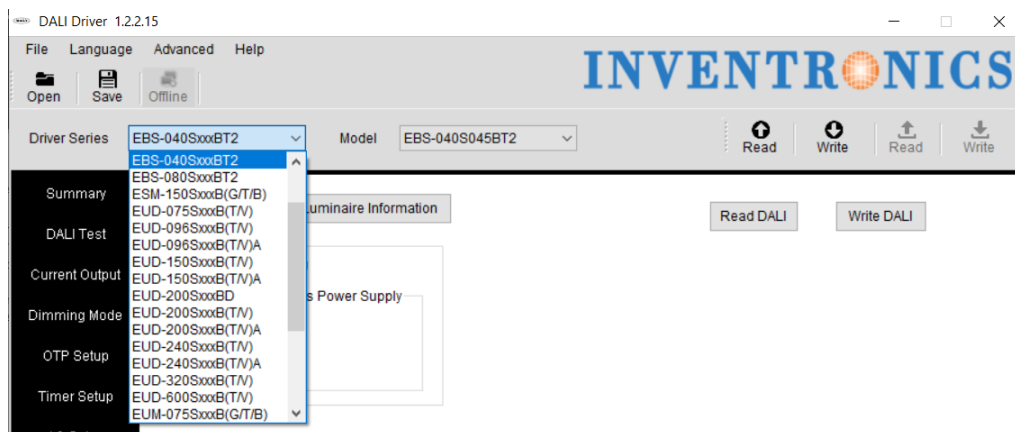 DALI Driver 1.2.2.15
File Language Advanced Help
INVENTRONICS
Open Save Offline
Driver Series EBS-040SxxxBT2 Model EBS-040S045BT2 Read Write Read Write
EBS-040SxxxBT2
EBS-080SxxxBT2
ESM-150SxxxB(G/T/B)
EUD-075SxxxB(T/V)
EUD-096SxxxB(T/V)
EUD-096SxxxB(T/V)A
EUD-150SxxxB(T/V)
EUD-150SxxxB(T/V)A
EUD-200SxxxBD
EUD-200SxxxB(T/V)
EUD-200SxxxB(T/V)A
EUD-240SxxxB(T/V)
EUD-240SxxxB(T/V)A
EUD-320SxxxB(T/V)
EUD-600SxxxB(T/V)
EUM-075SxxxB(G/T/B)
Summary
DALI Test
Current Output
Dimming Mode
OTP Setup
Timer Setup
Luminaire Information
Read DALI Write DALI
s Power Supply